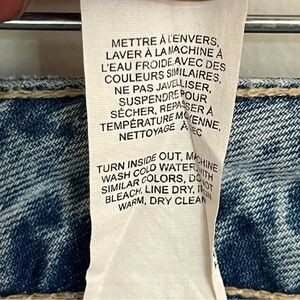 METTRE À L'ENVERS,
LAVER À LA MACHINE À
L'EAU FROIDE AVEC DES
COULEURS SIMILAIRES,
NE PAS JAVELLISER,
SUSPENDRE POUR
SÉCHER, REPASSER À
TEMPÉRATURE MOYENNE,
NETTOYAGE À SEC
TURN INSIDE OUT, MACHINE
WASH COLD WATER WITH
SIMILAR COLORS, DO NOT
BLEACH, LINE DRY,
WARM, DRY CLEAN